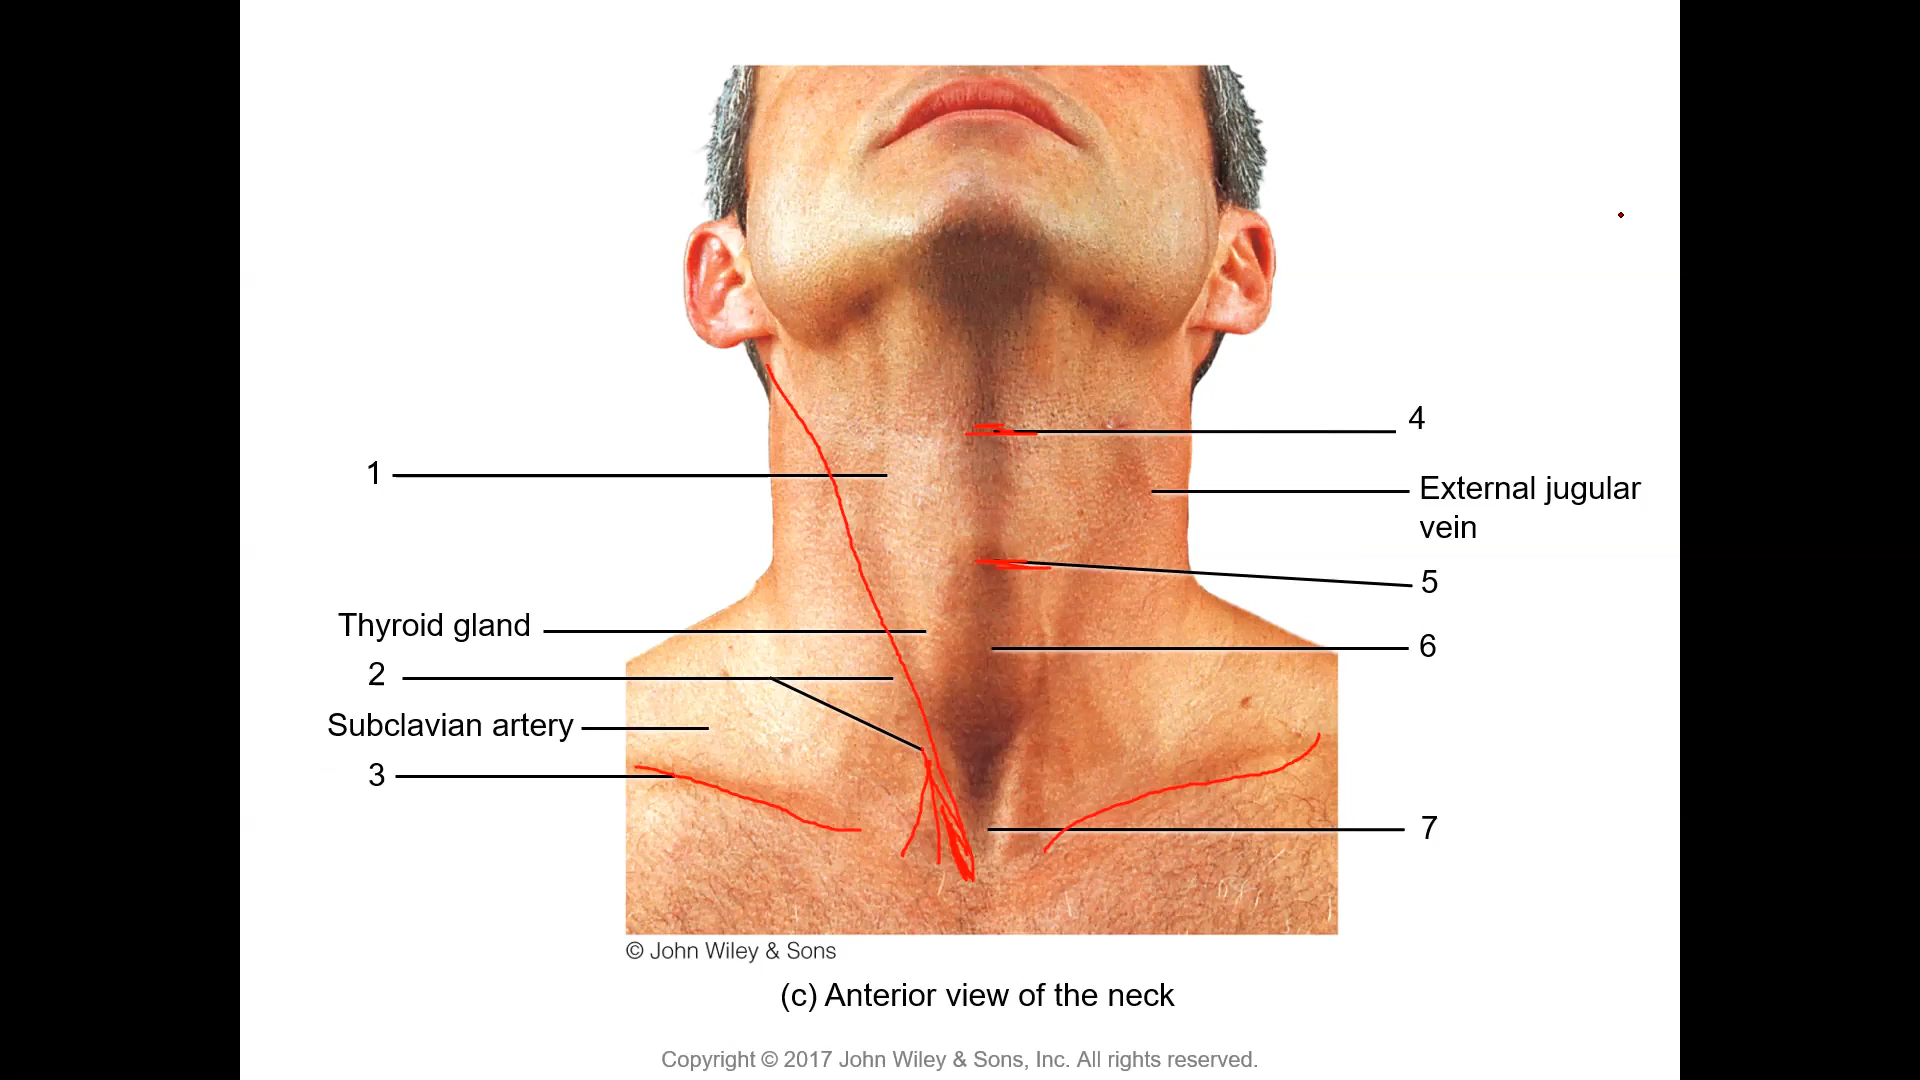 1
Thyroid gland
2
Subclavian artery
3
4
External jugular
vein
5
6
7
© John Wiley & Sons
(c) Anterior view of the neck
Copyright © 2017 John Wiley & Sons, Inc. All rights reserved.